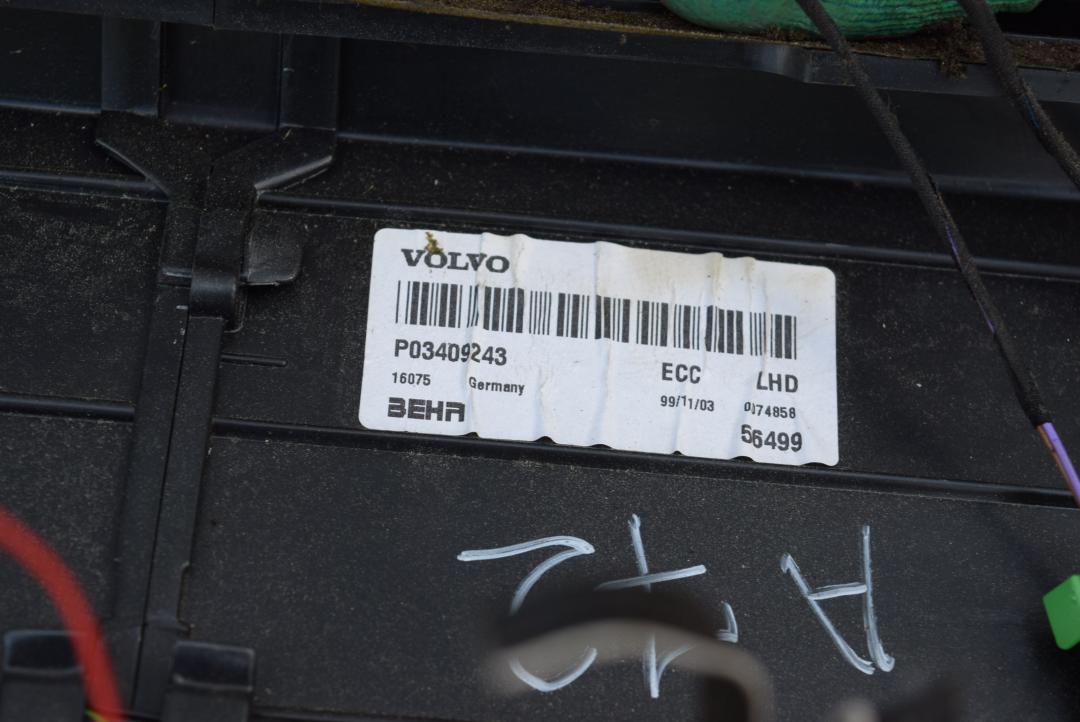 VOLVO
P03409243
ECC LHD
16075 Germany
99/11/03 0074858
BEHR
56499